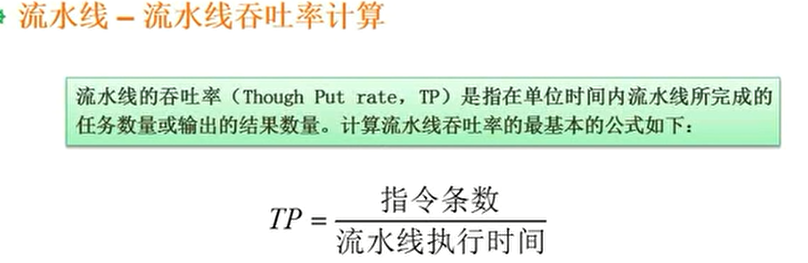 流水线 – 流水线吞吐率计算
流水线的吞吐率（Though Put rate，TP）是指在单位时间内流水线所完成的
任务数量或输出的结果数量。计算流水线吞吐率的最基本的公式如下：
TP = 指令条数
流水线执行时间